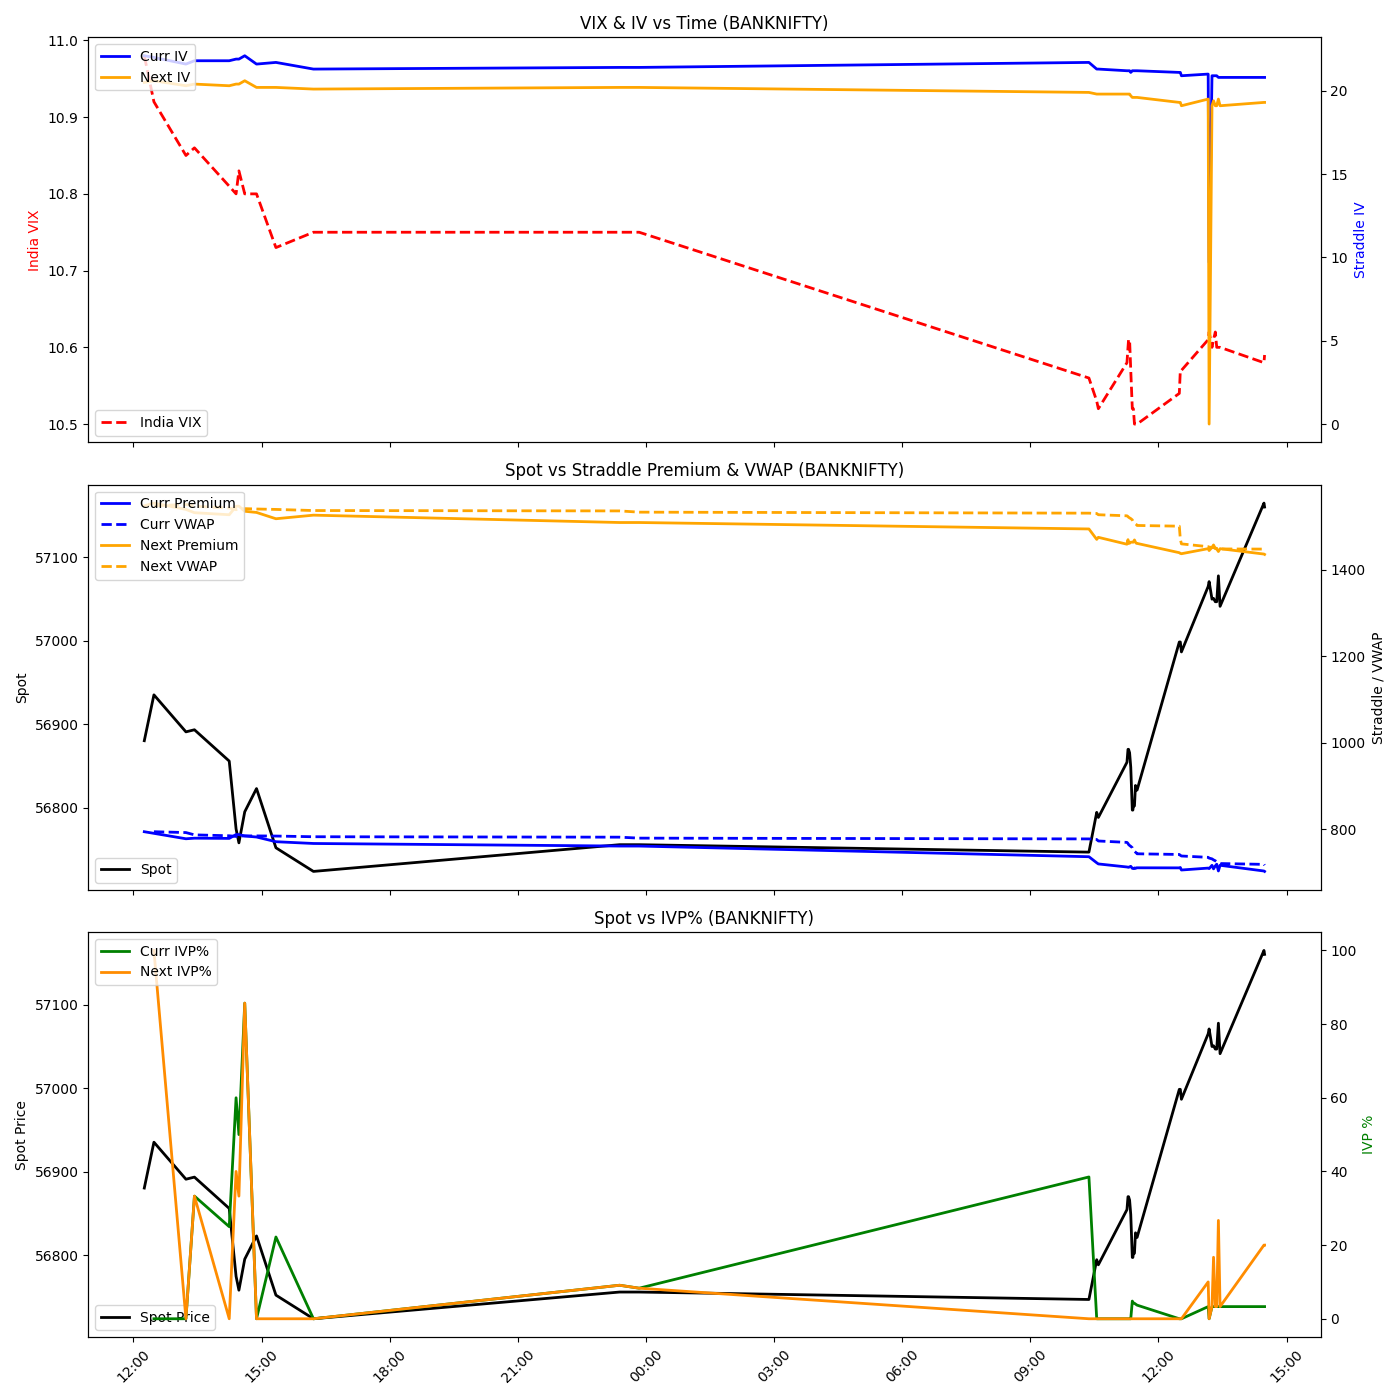 VIX & IV vs Time (BANKNIFTY)
Curr IV
Next IV
India VIX
11.0
10.9
10.8
10.7
10.6
10.5
India VIX
20
15
10
5
0
Straddle IV
Spot vs Straddle Premium & VWAP (BANKNIFTY)
Curr Premium
Curr VWAP
Next Premium
Next VWAP
Spot
57100
57000
56900
56800
Spot
1400
1200
1000
800
Straddle / VWAP
Spot vs IVP% (BANKNIFTY)
Curr IVP%
Next IVP%
Spot Price
57100
57000
56900
56800
Spot Price
100
80
60
40
20
0
IVP %
12:00
15:00
18:00
21:00
00:00
03:00
06:00
09:00
12:00
15:00